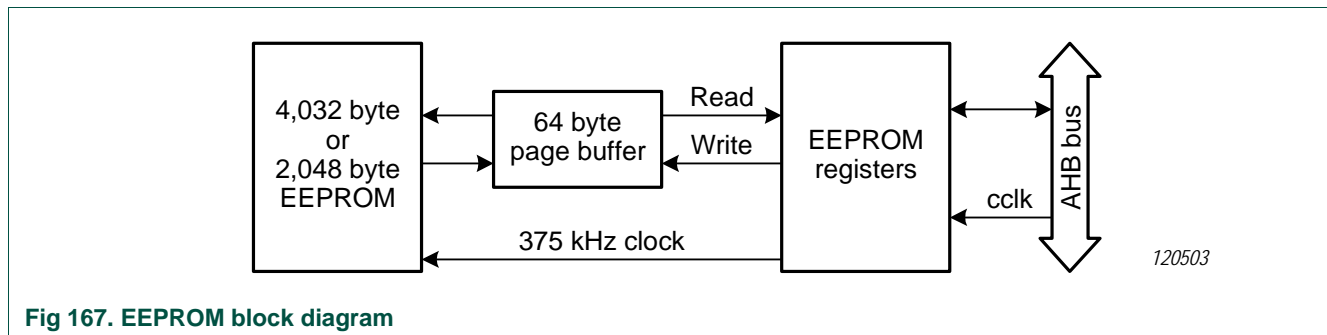 4,032 byte
or
2,048 byte
EEPROM
64 byte
page buffer
Read
Write
EEPROM
registers
AHB bus
cclk
375 kHz clock
120503
Fig 167. EEPROM block diagram